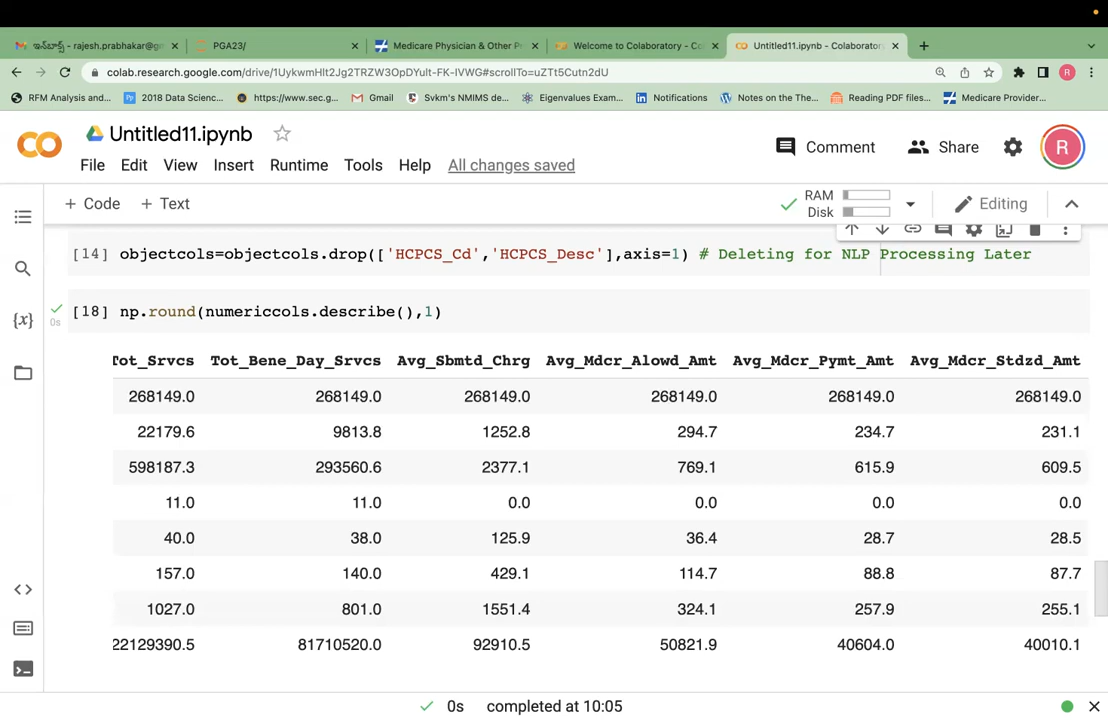 ఇన్‌బాక్స్ - rajesh.prabhakar@gm
PGA23/
Medicare Physician & Other Pr
Welcome to Colaboratory - Co
Untitled11.ipynb - Colaborator
colab.research.google.com/drive/1UykwmHlt2Jg2TRZW3OpDYult-FK-IVWG#scrollTo=uZTt5Cutn2dU
R
RFM Analysis and...
2018 Data Scienc...
https://www.sec.g...
Gmail
Svkm's NMIMS de...
Eigenvalues Exam...
Notifications
Notes on the The...
Reading PDF files...
Medicare Provider...
CO
Untitled11.ipynb
Comment
Share
R
File Edit View Insert Runtime Tools Help All changes saved
+ Code + Text
RAM
Disk
Editing
[14] objectcols=objectcols.drop(['HCPCS_Cd','HCPCS_Desc'],axis=1) # Deleting for NLP Processing Later
[18] np.round(numericcols.describe(),1)
0s
Tot_Srvcs Tot_Bene_Day_Srvcs Avg_Sbmtd_Chrg Avg_Mdcr_Alowd_Amt Avg_Mdcr_Pymt_Amt Avg_Mdcr_Stdzd_Amt
268149.0 268149.0 268149.0 268149.0 268149.0 268149.0
22179.6 9813.8 1252.8 294.7 234.7 231.1
598187.3 293560.6 2377.1 769.1 615.9 609.5
11.0 11.0 0.0 0.0 0.0 0.0
40.0 38.0 125.9 36.4 28.7 28.5
157.0 140.0 429.1 114.7 88.8 87.7
1027.0 801.0 1551.4 324.1 257.9 255.1
22129390.5 81710520.0 92910.5 50821.9 40604.0 40010.1
0s completed at 10:05